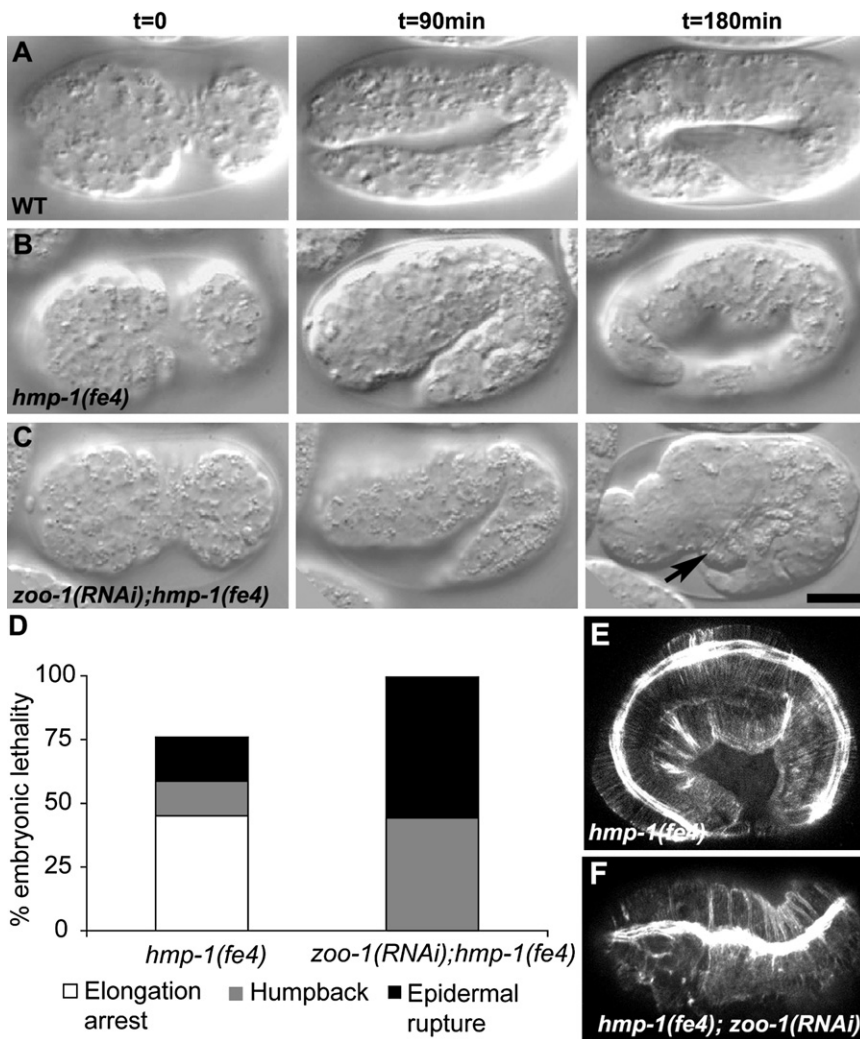 t=0 t=90min t=180min
A
WT
B
hmp-1(fe4)
C
zoo-1(RNAi);hmp-1(fe4)
D
100
75
50
25
0
% embryonic lethality
hmp-1(fe4) zoo-1(RNAi);hmp-1(fe4)
Elongation arrest
Humpback
Epidermal rupture
E
hmp-1(fe4)
F
hmp-1(fe4); zoo-1(RNAi)